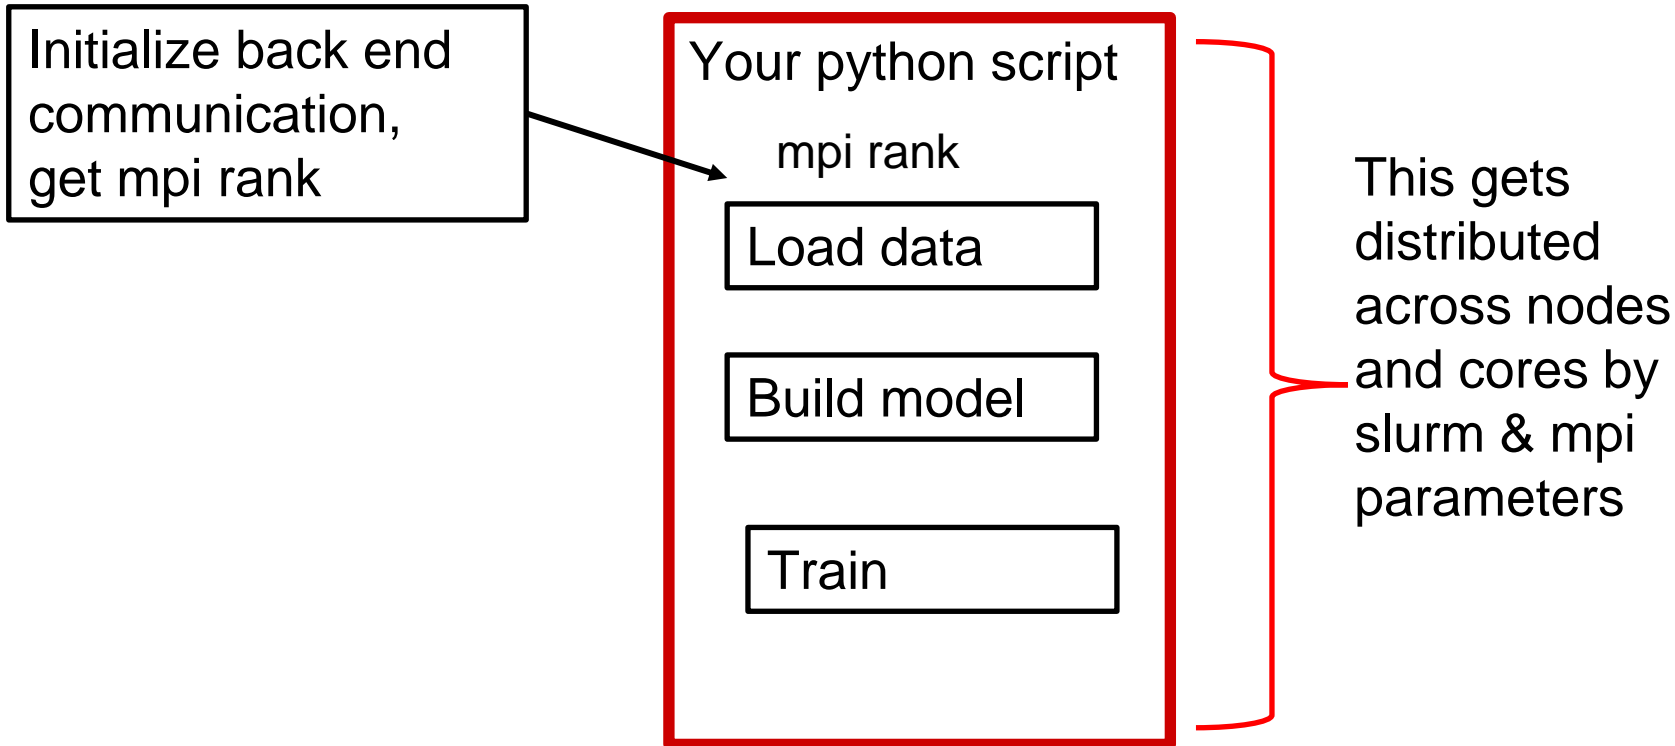 Initialize back end
communication,
get mpi rank
Your python script
mpi rank
Load data
Build model
Train
This gets
distributed
across nodes
and cores by
slurm & mpi
parameters